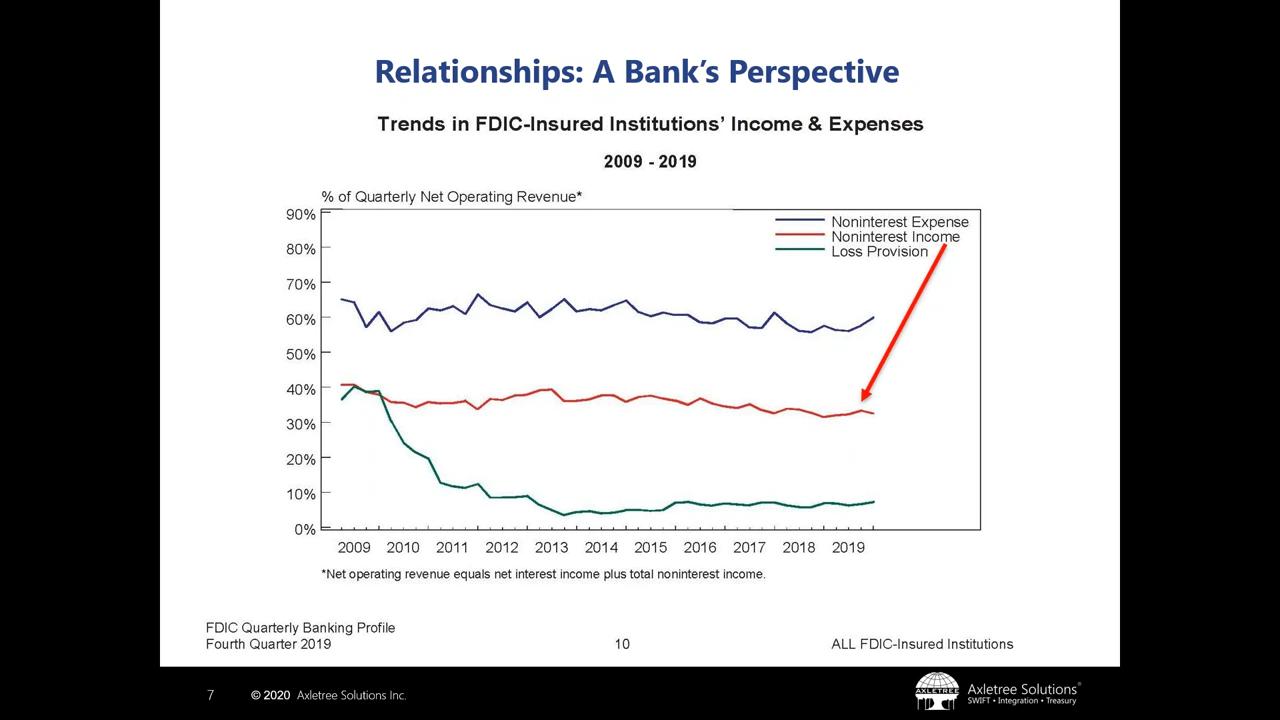 Relationships: A Bank’s Perspective
Trends in FDIC-Insured Institutions’ Income & Expenses
2009 - 2019
% of Quarterly Net Operating Revenue*
90%
80%
70%
60%
50%
40%
30%
20%
10%
0%
Noninterest Expense
Noninterest Income
Loss Provision
2009 2010 2011 2012 2013 2014 2015 2016 2017 2018 2019
*Net operating revenue equals net interest income plus total noninterest income.
FDIC Quarterly Banking Profile
Fourth Quarter 2019
10
ALL FDIC-Insured Institutions
7
© 2020 Axletree Solutions Inc.
AXLETREE
Axletree Solutions®
SWIFT • Integration • Treasury